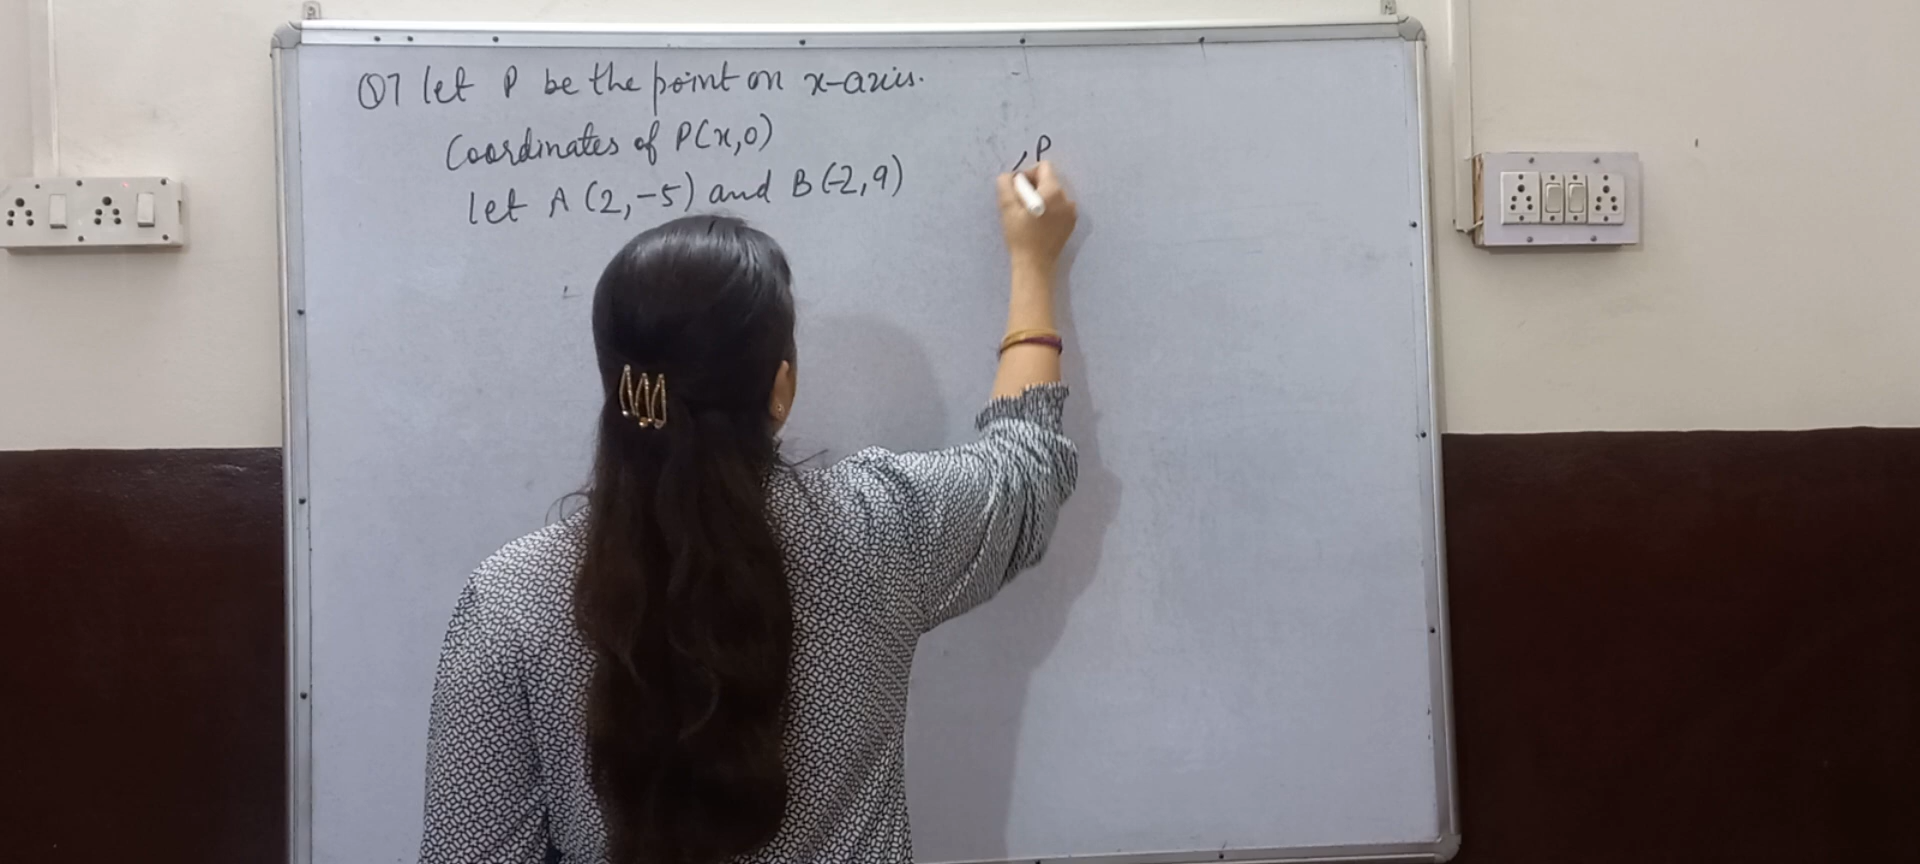 Q7 let P be the point on x-axis.
Coordinates of P(x,0)
let A (2,-5) and B (-2,9)
P